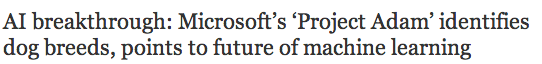 AI breakthrough: Microsoft’s ‘Project Adam’ identifies
dog breeds, points to future of machine learning